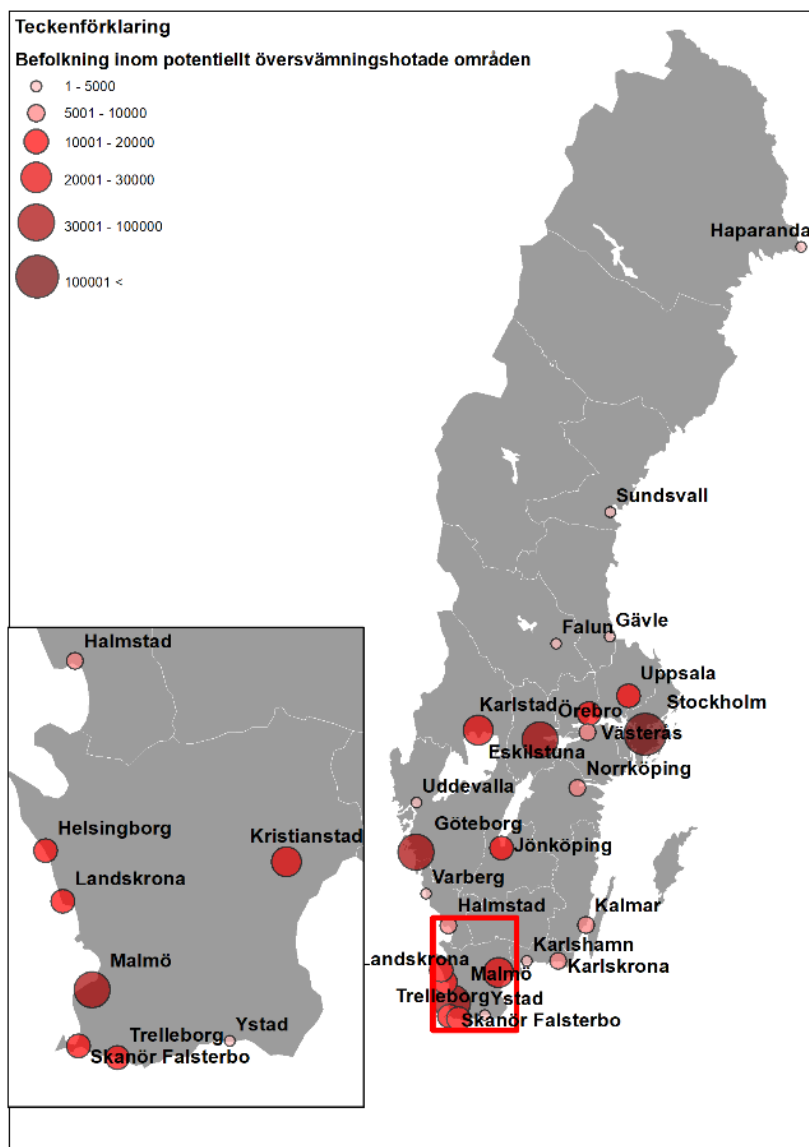 Teckenförklaring
Befolkning inom potentiellt översvämningshotade områden
1 - 5000
5001 - 10000
10001 - 20000
20001 - 30000
30001 - 100000
100001 <
Haparanda
Sundsvall
Falun
Gävle
Uppsala
Karlstad
Örebro
Stockholm
Västerås
Eskilstuna
Norrköping
Uddevalla
Göteborg
Jönköping
Varberg
Halmstad
Kalmar
Karlshamn
Landskrona
Karlskrona
Malmö
Trelleborg
Ystad
Skanör Falsterbo
Halmstad
Helsingborg
Kristianstad
Landskrona
Malmö
Trelleborg
Ystad
Skanör Falsterbo